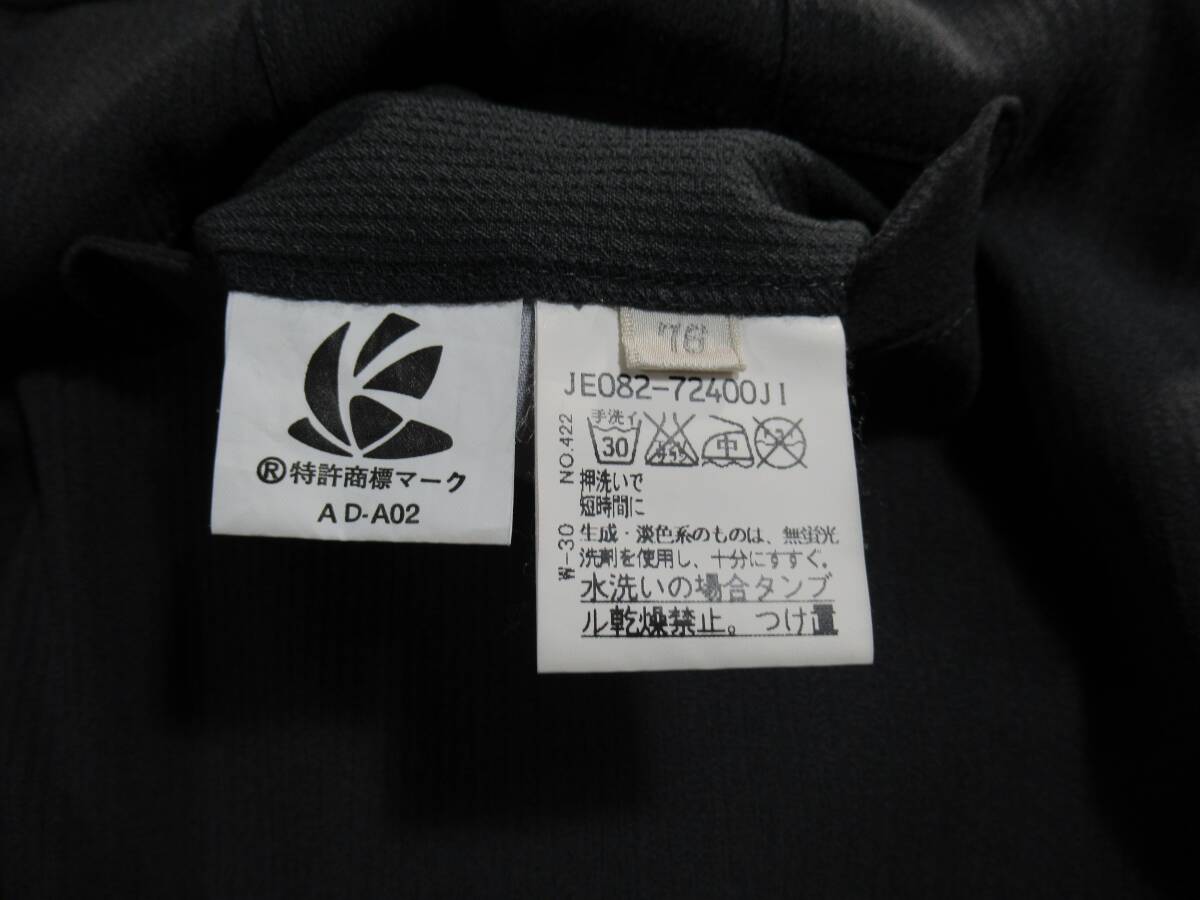 ®特許商標マーク
AD-A02
76
JE082-72400JI
手洗イ
30
中
NO.422
W-30
押洗いで
短時間に
生成・淡色系のものは、無蛍光
洗剤を使用し、十分にすすぐ。
水洗いの場合タンブ
ル乾燥禁止。つけ置